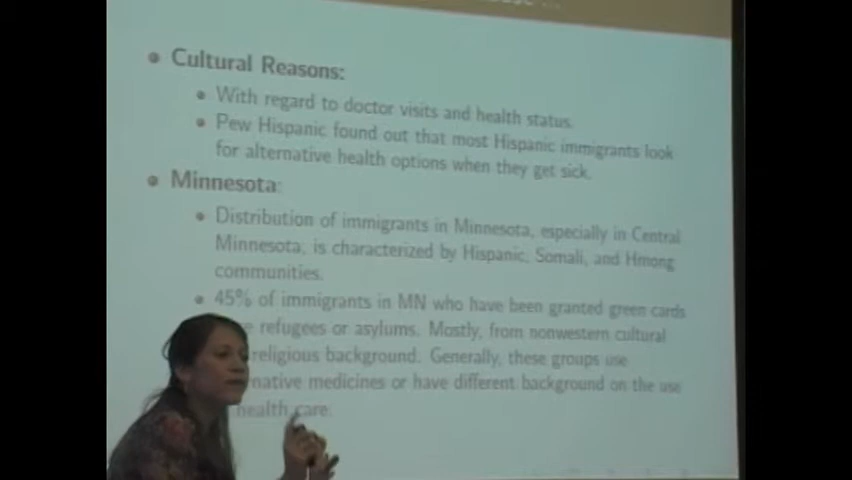 Cultural Reasons:
With regard to doctor visits and health status.
Pew Hispanic found out that most Hispanic immigrants look
for alternative health options when they get sick.
Minnesota:
Distribution of immigrants in Minnesota, especially in Central
Minnesota, is characterized by Hispanic, Somali, and Hmong
communities.
45% of immigrants in MN who have been granted green cards
refugees or asylums. Mostly, from nonwestern cultural
religious background. Generally, these groups use
native medicines or have different background on the use
health care.